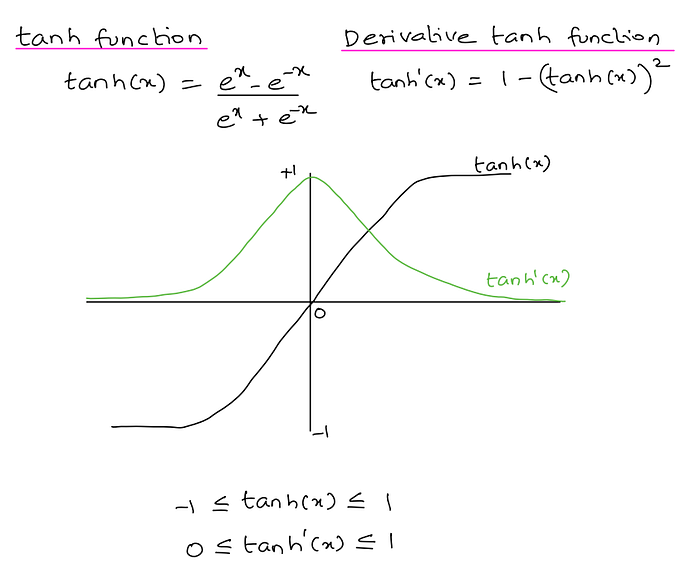 tanh function
Derivative tanh function
tanh(x) = e^x - e^-x / e^x + e^-x
tanh'(x) = 1 - (tanh(x))^2
+1
tanh(x)
tanh'(x)
0
-1
-1 ≤ tanh(x) ≤ 1
0 ≤ tanh'(x) ≤ 1